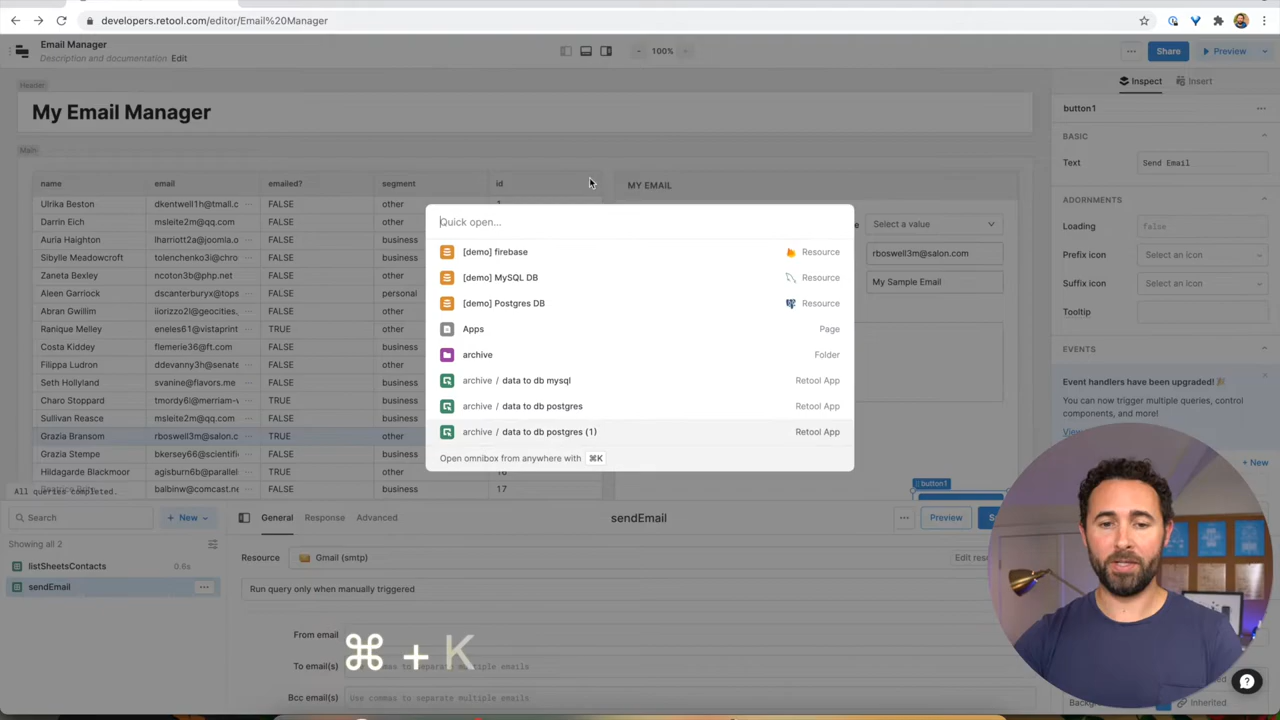 developers.retool.com/editor/Email%20Manager
Email Manager
Description and documentation Edit
100%
Share
Preview
Header
My Email Manager
Inspect
Insert
button1
BASIC
Text
Send Email
ADORNMENTS
Loading
false
Prefix icon
Select an icon
Suffix icon
Select an icon
Tooltip
EVENTS
Event handlers have been upgraded!
You can now trigger multiple queries, control
components, and more!
+ New
Main
name email emailed? segment id
Ulrika Beston dkentwell1h@tmall.c ... FALSE other
Darrin Eich msleite2m@qq.com FALSE other
Auria Haighton lharriott2a@joomla.o ... FALSE business
Sibylle Meadowcroft tolenchenko3i@chro ... FALSE business
Zaneta Bexley ncoton3b@php.net FALSE business
Aleen Garriock dscanterburyx@tops ... FALSE personal
Abran Gwillim iiorizzo2l@geocities. ... FALSE business
Ranique Melley eneles61@vistaprint ... TRUE business
Costa Kiddey flemerie36@ft.com FALSE business
Filippa Ludron ddevanny3h@senate ... FALSE business
Seth Hollyland svanine@flavors.me FALSE business
Charo Stoppard tmordy6l@merriam-v ... TRUE business
Sullivan Reasce msleite2m@qq.com FALSE business
Grazia Bransom rboswell3m@salon.c ... TRUE other
Grazia Stempe bkersey66@scientifi ... FALSE business
Hildagarde Blackmoor agisburn6b@parallel ... TRUE other 16
balbinw@comcast.ne ... FALSE business 17
All queries completed.
MY EMAIL
Select a value
rboswell3m@salon.com
My Sample Email
button1
Quick open...
[demo] firebase Resource
[demo] MySQL DB Resource
[demo] Postgres DB Resource
Apps Page
archive Folder
archive / data to db mysql Retool App
archive / data to db postgres Retool App
archive / data to db postgres (1) Retool App
Open omnibox from anywhere with ⌘K
Search
+ New
General
Response
Advanced
sendEmail
Preview
Showing all 2
listSheetsContacts 0.6s
sendEmail
Resource
Gmail (smtp)
Run query only when manually triggered
From email
To email(s)
commas to separate multiple emails
Bcc email(s)
Use commas to separate multiple emails
⌘ + K
Inherited